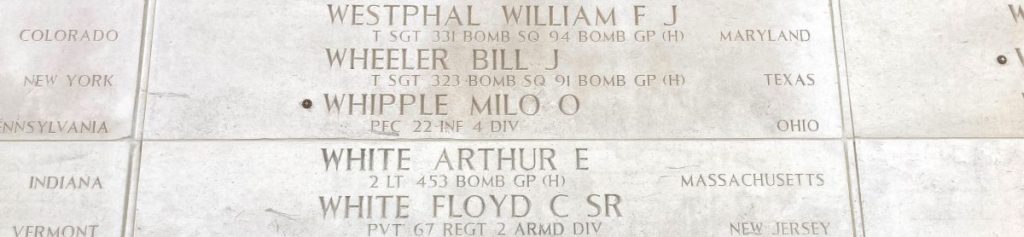 COLORADO
NEW YORK
ENNSYLVANIA
INDIANA
VERMONT
WESTPHAL WILLIAM F J
T SGT 331 BOMB SQ 94 BOMB GP (H) MARYLAND
WHEELER BILL J
T SGT 323 BOMB SQ 91 BOMB GP (H) TEXAS
WHIPPLE MILO O
PFC 22 INF 4 DIV OHIO
WHITE ARTHUR E
2 LT 453 BOMB GP (H) MASSACHUSETTS
WHITE FLOYD C SR
PVT 67 REGT 2 ARMD DIV NEW JERSEY